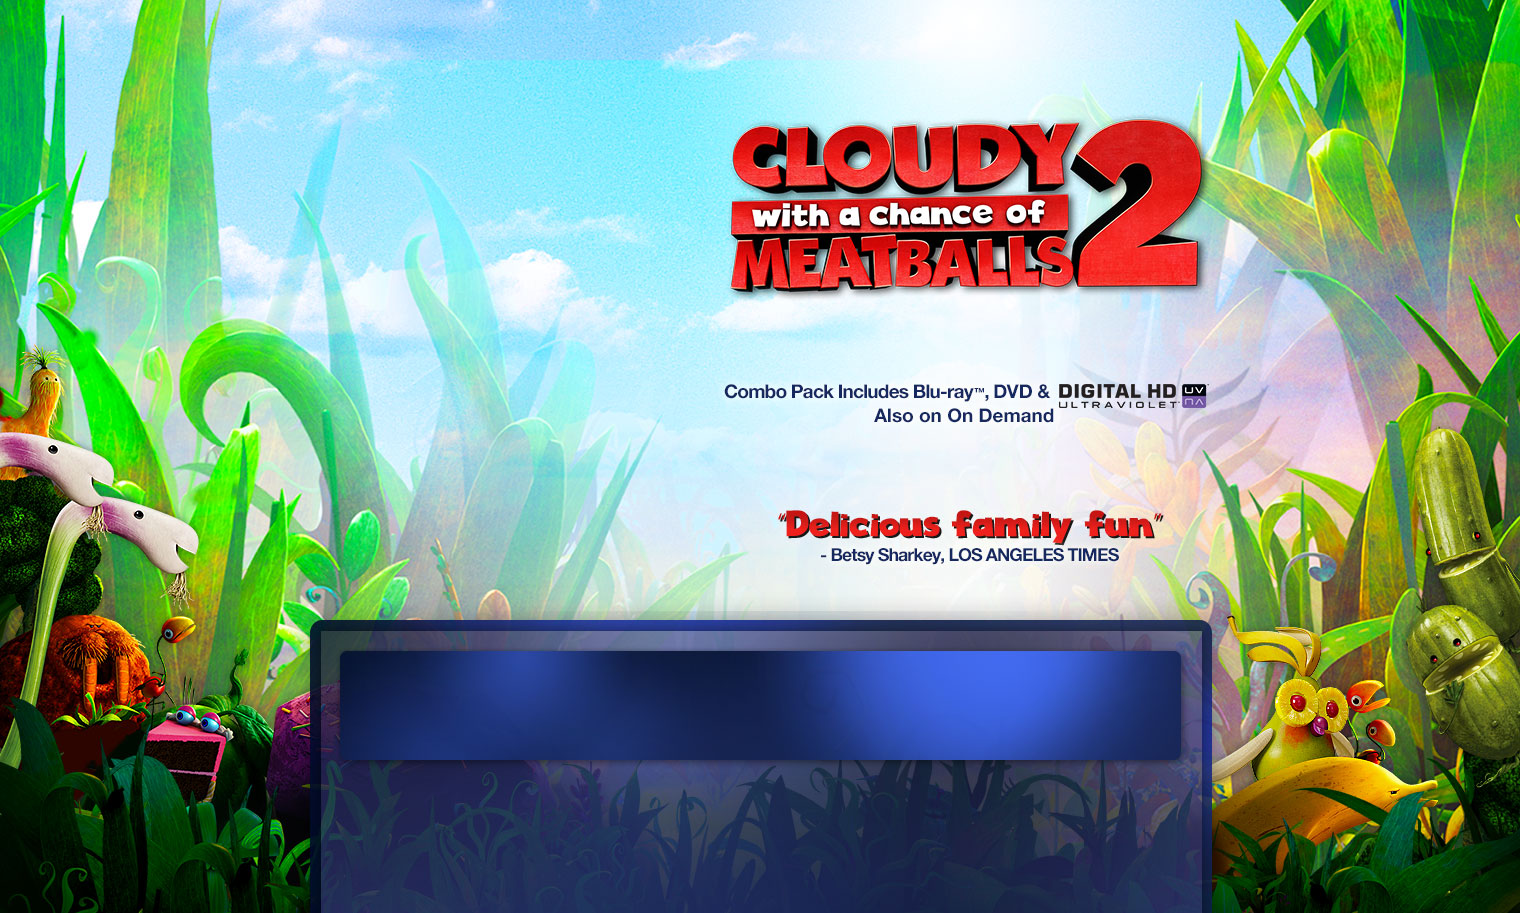 CLOUDY 2
with a chance of
MEATBALLS
Combo Pack Includes Blu-ray™, DVD & DIGITAL HD UV
ULTRAVIOLET
Also on On Demand
"Delicious family fun"
- Betsy Sharkey, LOS ANGELES TIMES